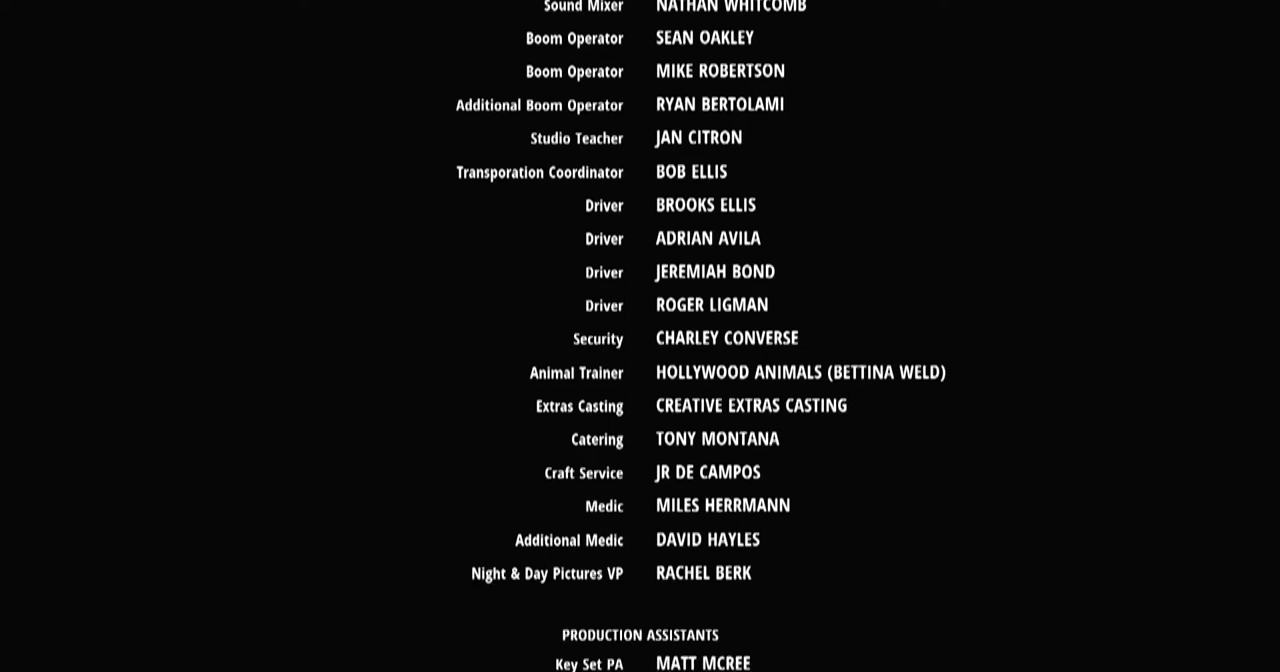 Sound Mixer NATHAN WHITCOMB
Boom Operator SEAN OAKLEY
Boom Operator MIKE ROBERTSON
Additional Boom Operator RYAN BERTOLAMI
Studio Teacher JAN CITRON
Transporation Coordinator BOB ELLIS
Driver BROOKS ELLIS
Driver ADRIAN AVILA
Driver JEREMIAH BOND
Driver ROGER LIGMAN
Security CHARLEY CONVERSE
Animal Trainer HOLLYWOOD ANIMALS (BETTINA WELD)
Extras Casting CREATIVE EXTRAS CASTING
Catering TONY MONTANA
Craft Service JR DE CAMPOS
Medic MILES HERRMANN
Additional Medic DAVID HAYLES
Night & Day Pictures VP RACHEL BERK
PRODUCTION ASSISTANTS
Key Set PA MATT MCREE